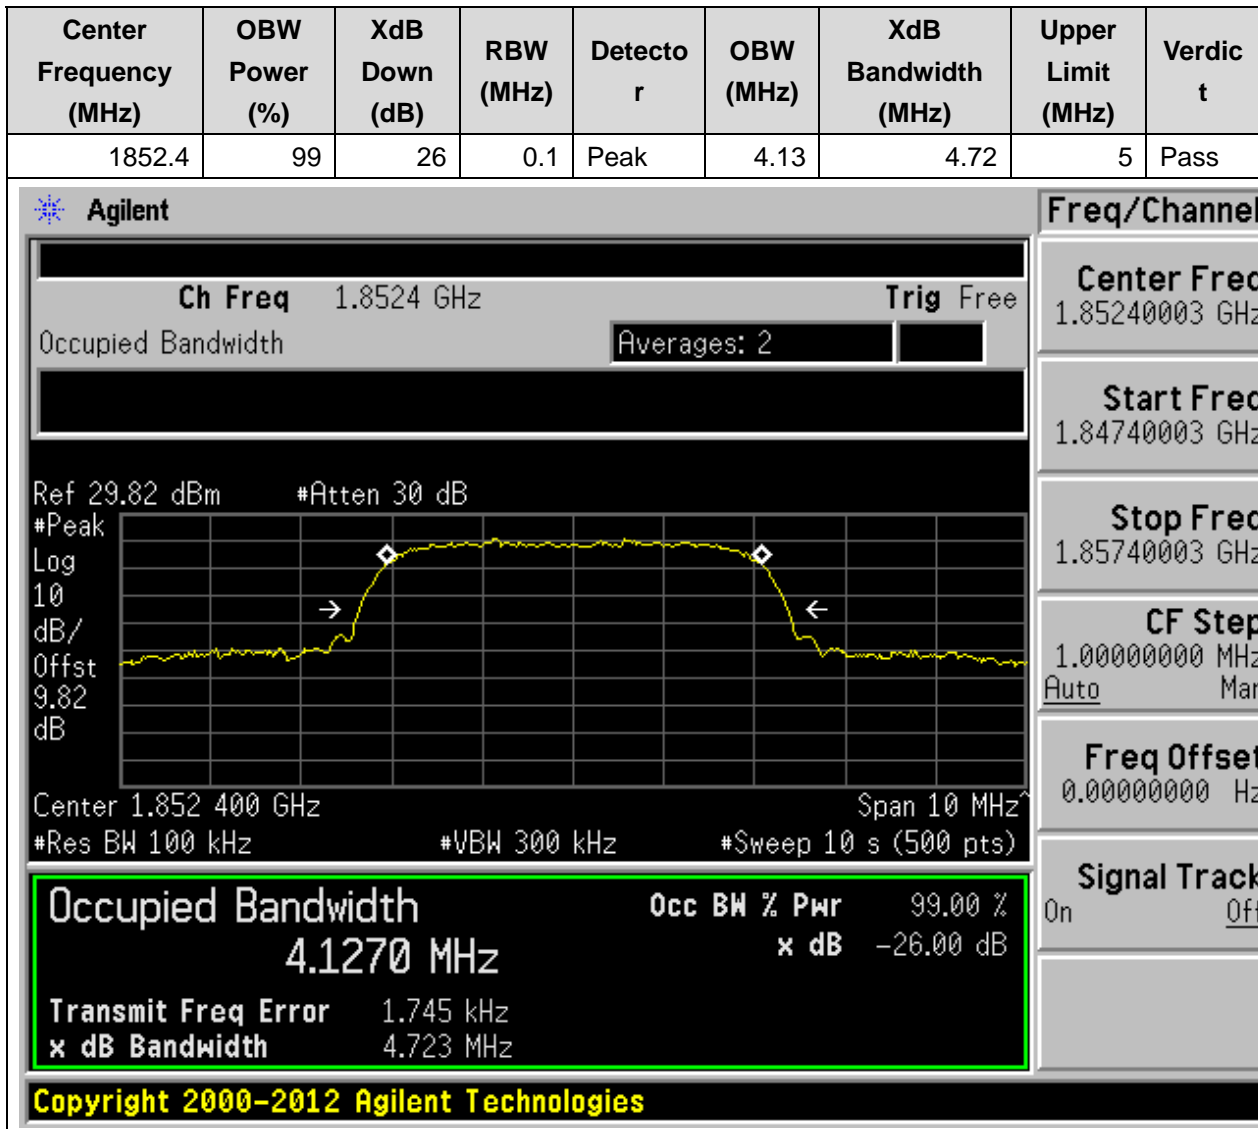 Center Frequency (MHz) OBW Power (%) XdB Down (dB) RBW (MHz) Detecto r OBW (MHz) XdB Bandwidth (MHz) Upper Limit (MHz) Verdic t
1852.4 99 26 0.1 Peak 4.13 4.72 5 Pass
Agilent
Freq/Channel
Ch Freq 1.8524 GHz Trig Free
Occupied Bandwidth Averages: 2
Center Freq
1.85240003 GHz
Start Freq
1.84740003 GHz
Stop Freq
1.85740003 GHz
CF Step
1.00000000 MHz
Auto Man
Freq Offset
0.00000000 Hz
Signal Track
On Off
Ref 29.82 dBm #Atten 30 dB
#Peak
Log
10
dB/
Offst
9.82
dB
Center 1.852 400 GHz Span 10 MHz^
#Res BW 100 kHz #VBW 300 kHz #Sweep 10 s (500 pts)
Occupied Bandwidth Occ BW % Pwr 99.00 %
4.1270 MHz x dB -26.00 dB
Transmit Freq Error 1.745 kHz
x dB Bandwidth 4.723 MHz
Copyright 2000-2012 Agilent Technologies